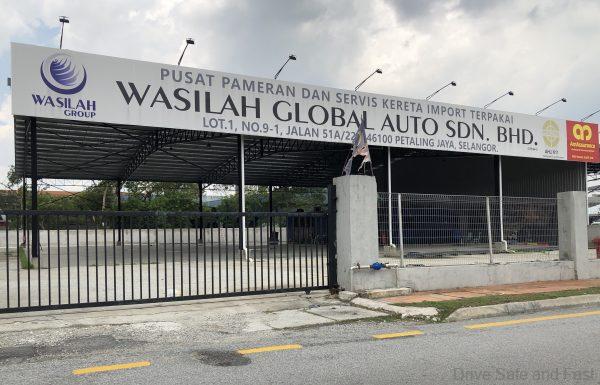 WASILAH
GROUP
PUSAT PAMERAN DAN SERVIS KERETA IMPORT TERPAKAI
WASILAH GLOBAL AUTO SDN. BHD.
LOT.1, NO.9-1, JALAN 51A/22, 46100 PETALING JAYA, SELANGOR.
AmAssurance
Drive Safe and Fast